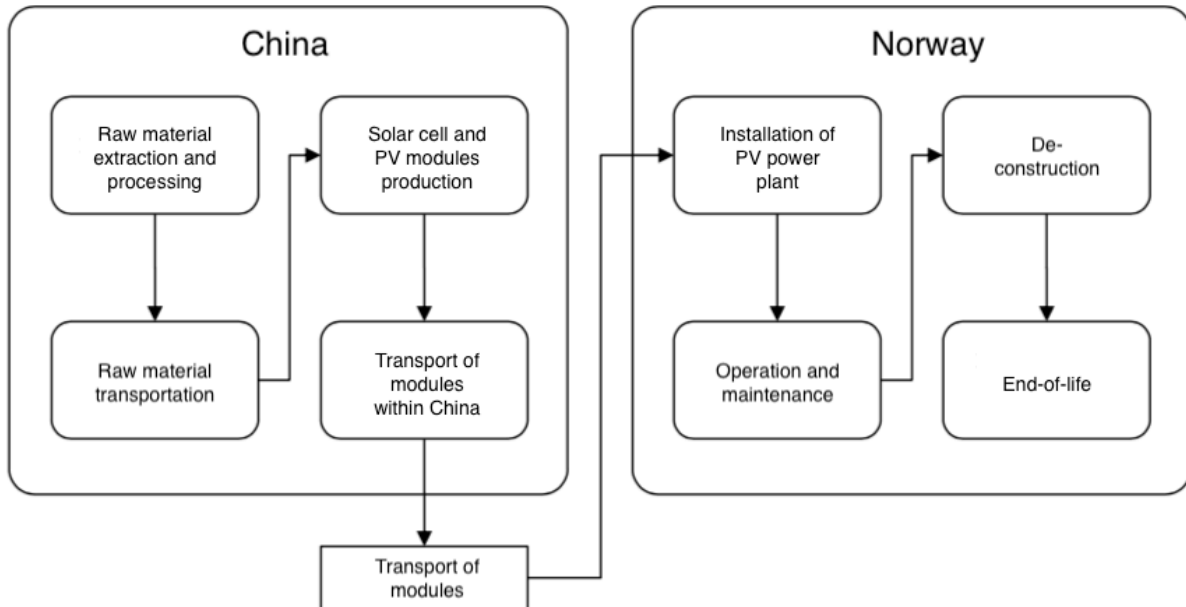 China
Raw material
extraction and
processing
Solar cell and
PV modules
production
Raw material
transportation
Transport of
modules
within China
Transport of
modules
Norway
Installation of
PV power
plant
De-
construction
Operation and
maintenance
End-of-life